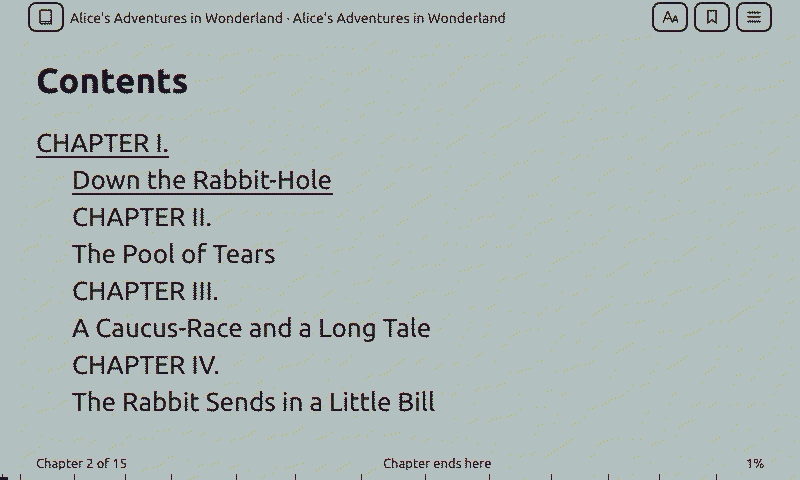 Alice's Adventures in Wonderland · Alice's Adventures in Wonderland
AA
Contents
CHAPTER I.
Down the Rabbit-Hole
CHAPTER II.
The Pool of Tears
CHAPTER III.
A Caucus-Race and a Long Tale
CHAPTER IV.
The Rabbit Sends in a Little Bill
Chapter 2 of 15
Chapter ends here
1%